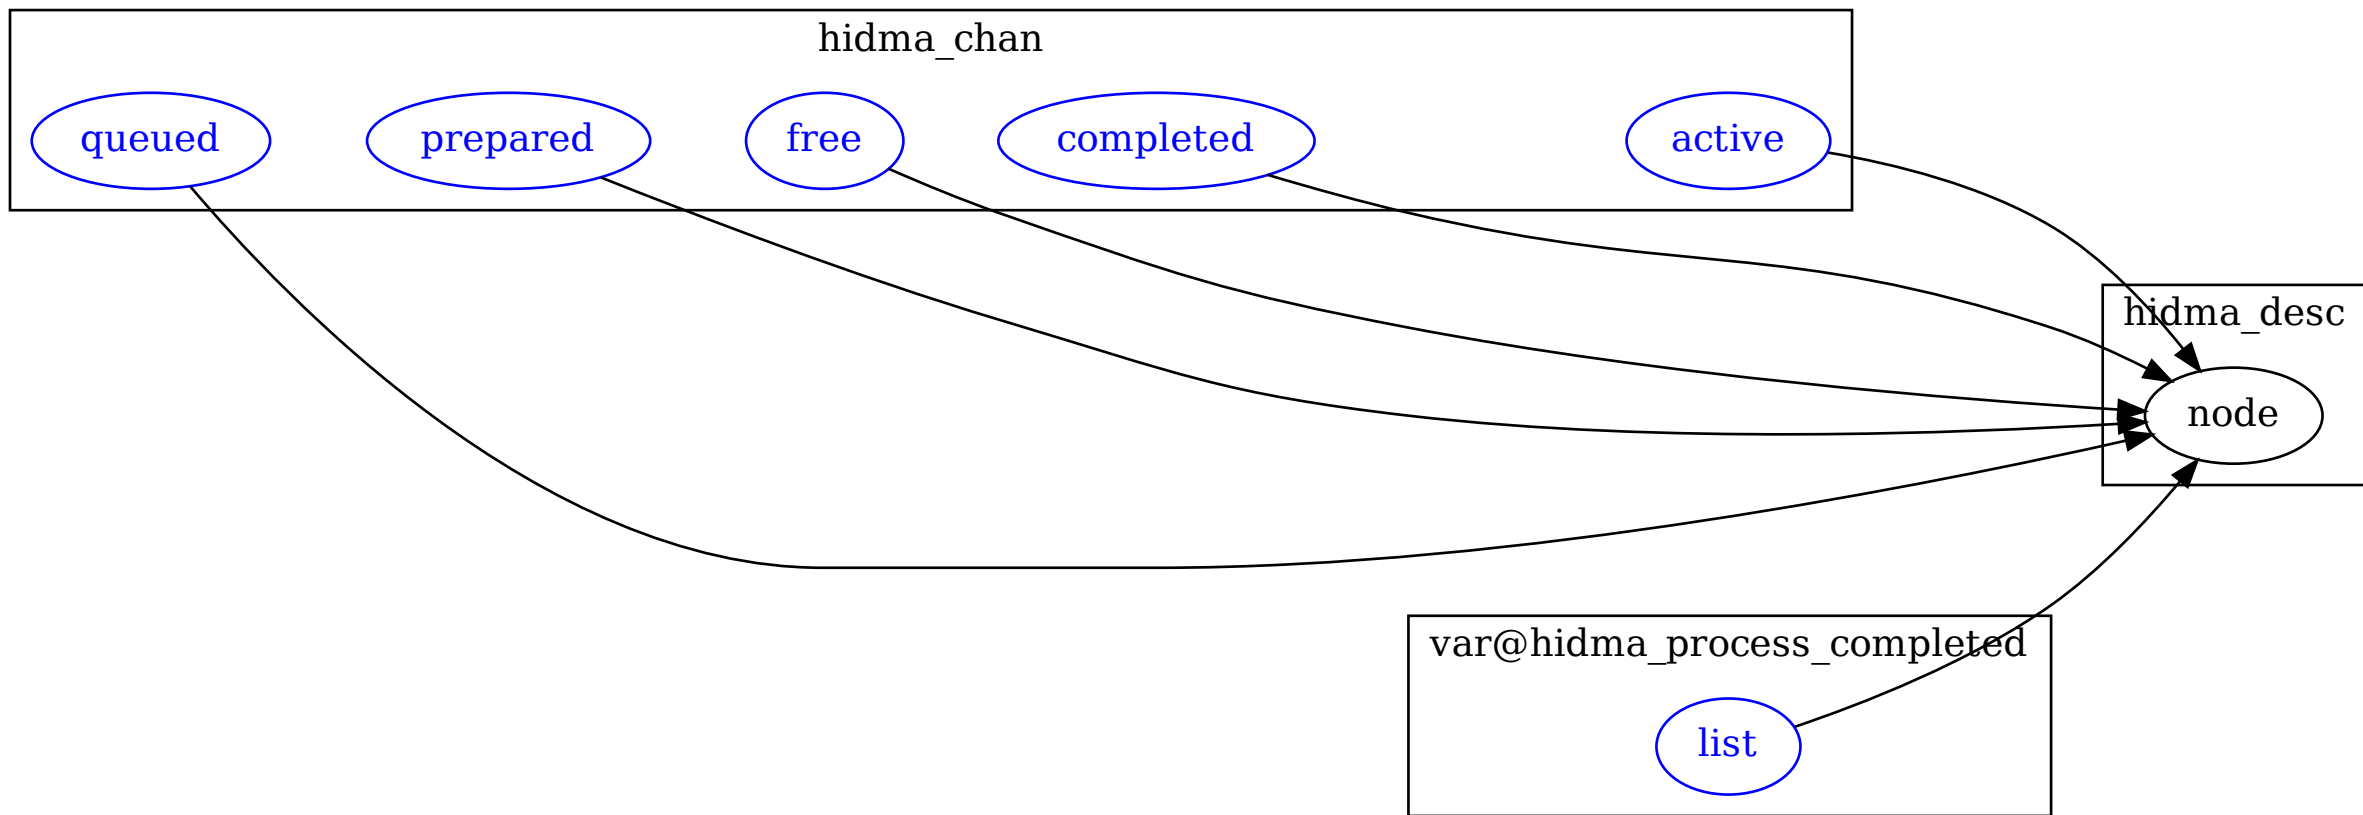 hidma_chan
queued
prepared
free
completed
active
hidma_desc
node
var@hidma_process_completed
list